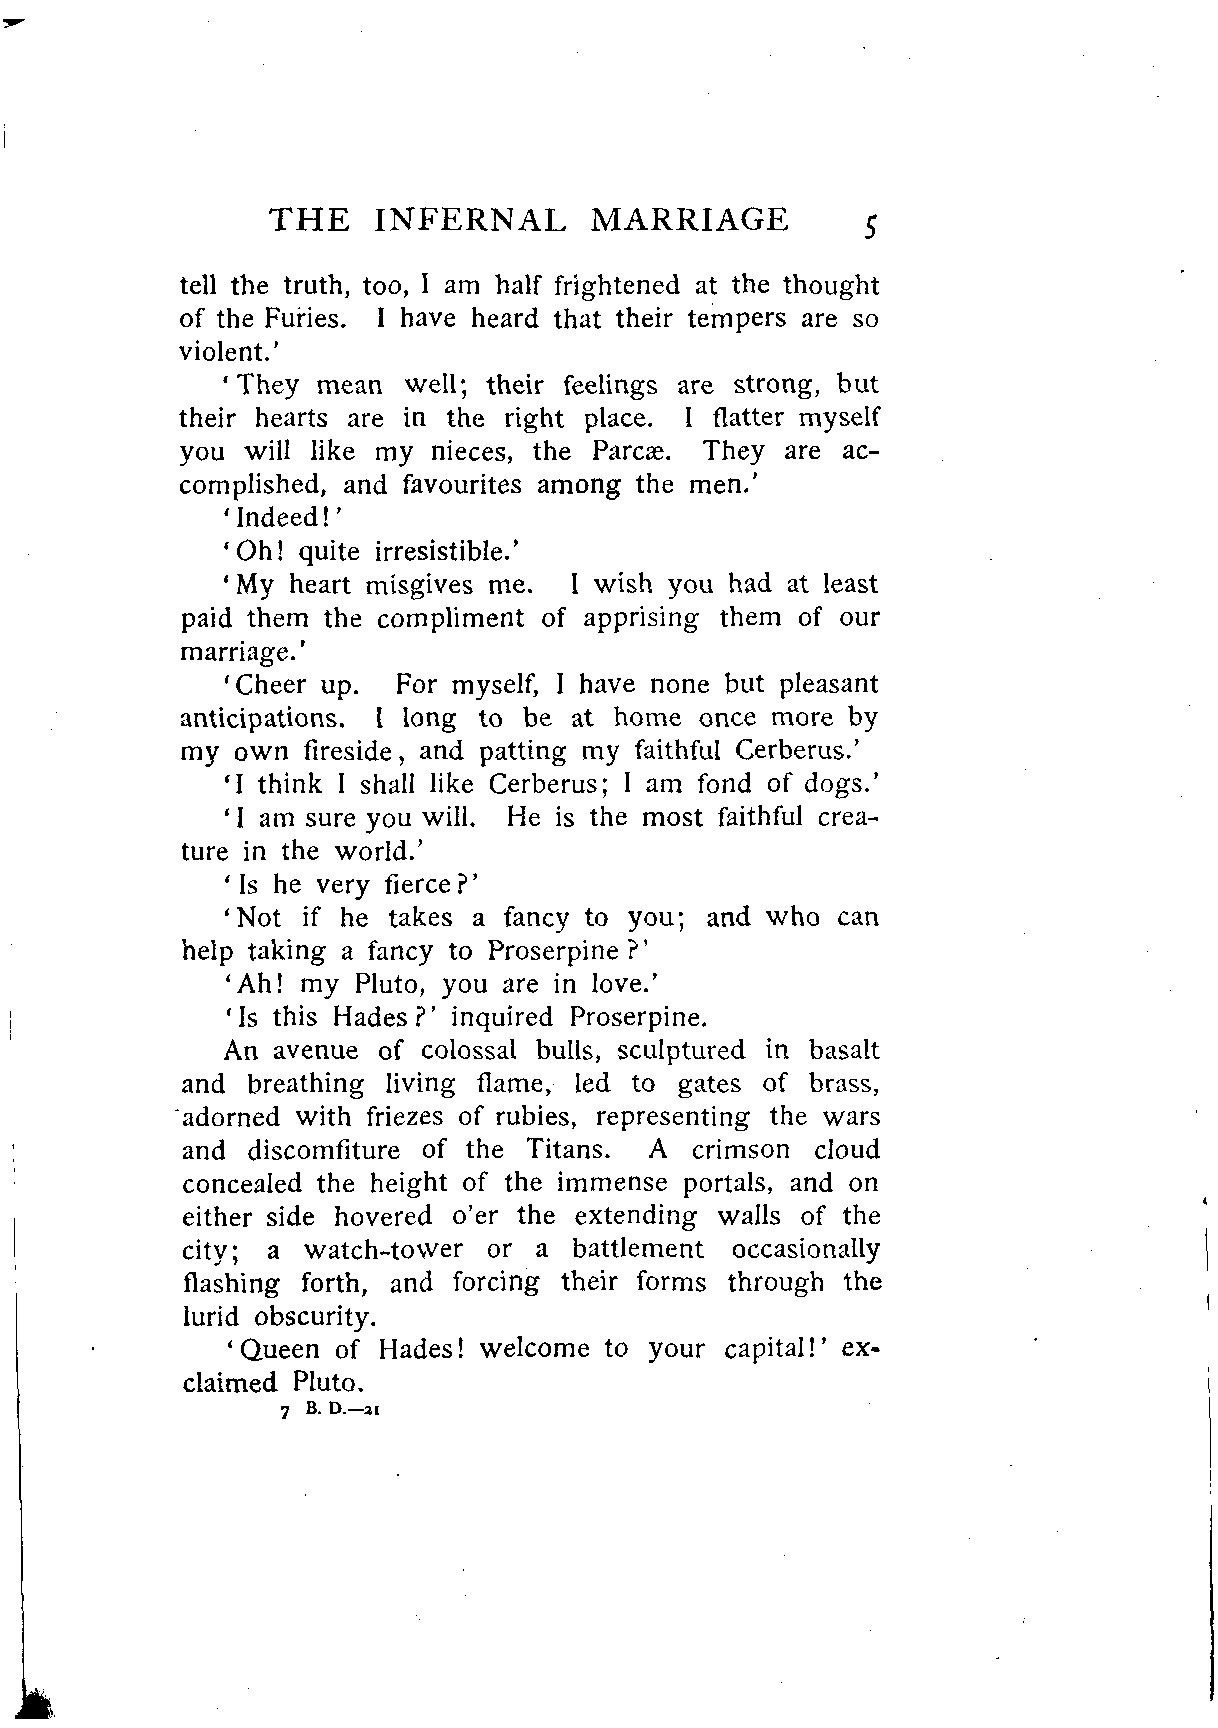 THE INFERNAL MARRIAGE 5
tell the truth, too, I am half frightened at the thought
of the Furies. I have heard that their tempers are so
violent.'
'They mean well; their feelings are strong, but
their hearts are in the right place. I flatter myself
you will like my nieces, the Parcæ. They are ac-
complished, and favourites among the men.'
'Indeed!'
'Oh! quite irresistible.'
'My heart misgives me. I wish you had at least
paid them the compliment of apprising them of our
marriage.'
'Cheer up. For myself, I have none but pleasant
anticipations. I long to be at home once more by
my own fireside, and patting my faithful Cerberus.'
'I think I shall like Cerberus; I am fond of dogs.'
'I am sure you will. He is the most faithful crea-
ture in the world.'
'Is he very fierce?'
'Not if he takes a fancy to you; and who can
help taking a fancy to Proserpine?'
'Ah! my Pluto, you are in love.'
'Is this Hades?' inquired Proserpine.
An avenue of colossal bulls, sculptured in basalt
and breathing living flame, led to gates of brass,
adorned with friezes of rubies, representing the wars
and discomfiture of the Titans. A crimson cloud
concealed the height of the immense portals, and on
either side hovered o'er the extending walls of the
city; a watch-tower or a battlement occasionally
flashing forth, and forcing their forms through the
lurid obscurity.
'Queen of Hades! welcome to your capital!' ex-
claimed Pluto.
7 B. D.—21